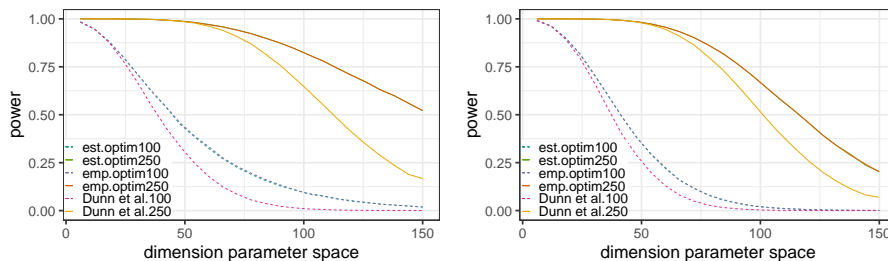 1.00
0.75
0.50
0.25
0.00
power
est.optim100
est.optim250
emp.optim100
emp.optim250
Dunn et al.100
Dunn et al.250
0
50
100
150
dimension parameter space
1.00
0.75
0.50
0.25
0.00
power
est.optim100
est.optim250
emp.optim100
emp.optim250
Dunn et al.100
Dunn et al.250
0
50
100
150
dimension parameter space